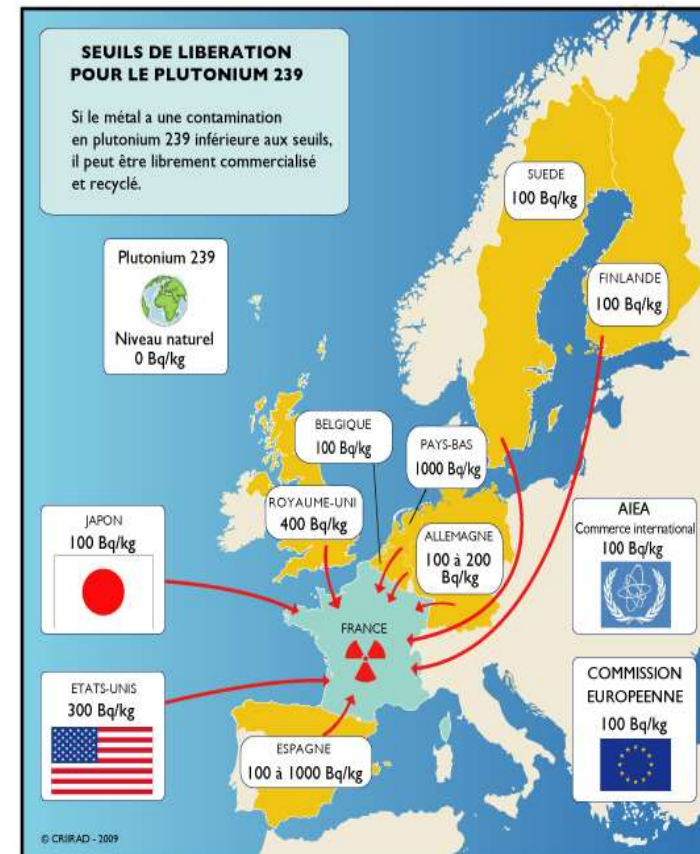 SEUILS DE LIBERATION
POUR LE PLUTONIUM 239
Si le métal a une contamination
en plutonium 239 inférieure aux seuils,
il peut être librement commercialisé
et recyclé.
Plutonium 239
Niveau naturel
0 Bq/kg
SUEDE
100 Bq/kg
FINLANDE
100 Bq/kg
BELGIQUE
100 Bq/kg
PAYS-BAS
1000 Bq/kg
ROYAUME-UNI
400 Bq/kg
ALLEMAGNE
100 à 200
Bq/kg
JAPON
100 Bq/kg
AIEA
Commerce international
100 Bq/kg
FRANCE
ETATS-UNIS
300 Bq/kg
COMMISSION
EUROPEENNE
100 Bq/kg
ESPAGNE
100 à 1000 Bq/kg
© CRIIRAD - 2009